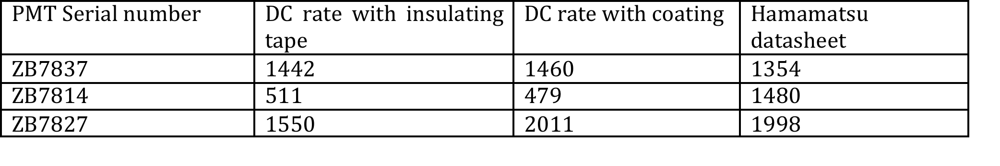 PMT Serial number
DC rate with insulating
tape
DC rate with coating
Hamamatsu
datasheet
ZB7837
1442
1460
1354
ZB7814
511
479
1480
ZB7827
1550
2011
1998